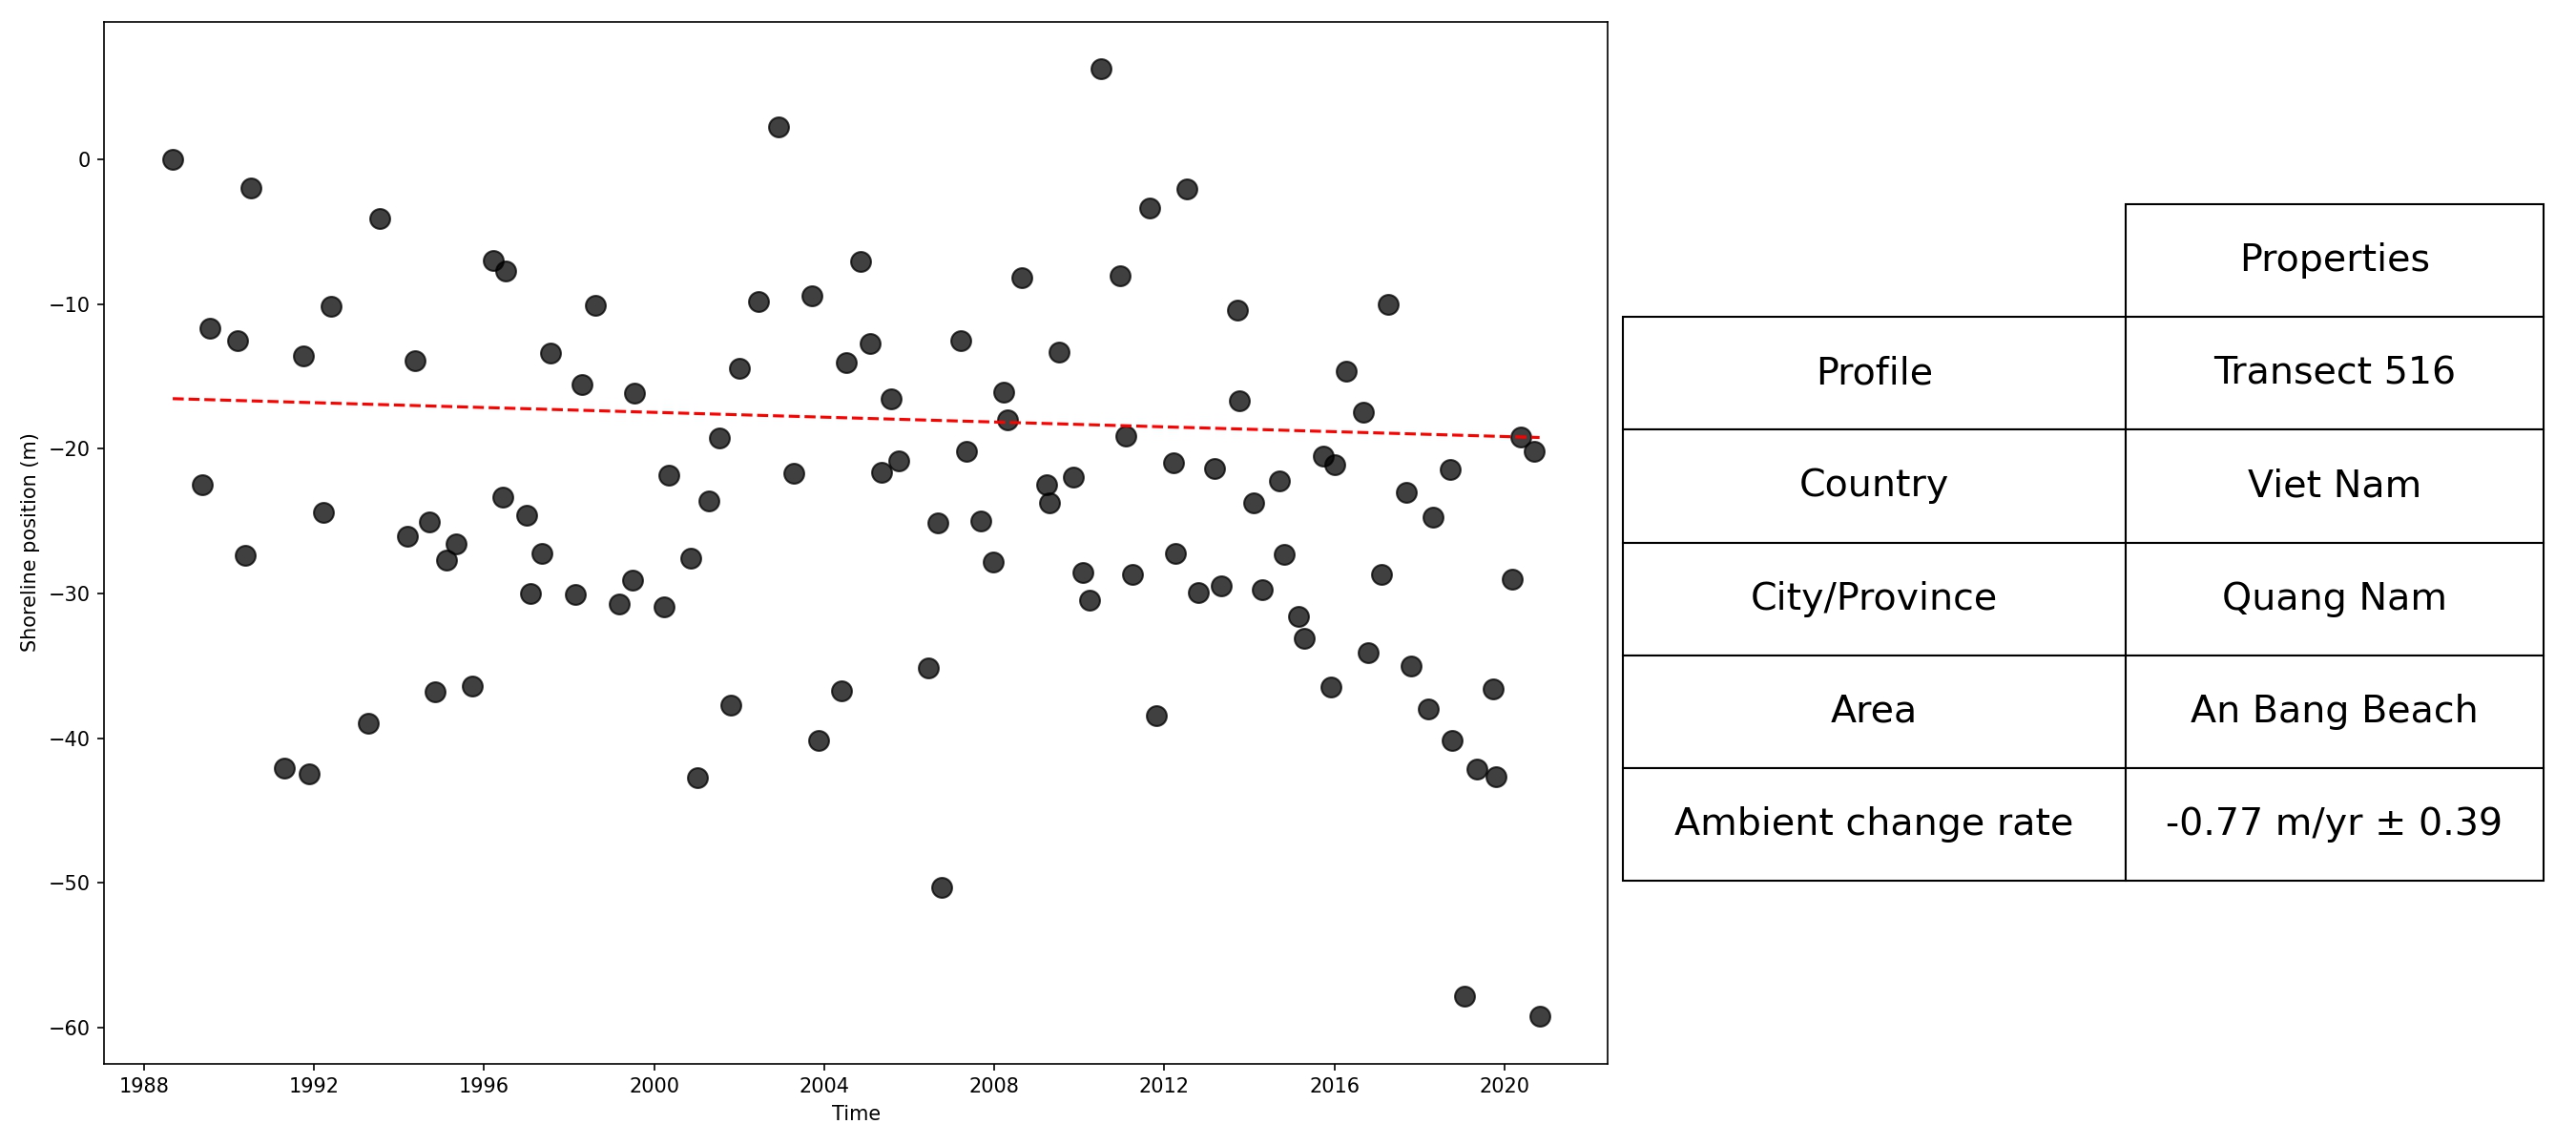 0
−10
−20
−30
−40
−50
−60
Shoreline position (m)
1988 1992 1996 2000 2004 2008 2012 2016 2020
Time
Properties
Profile Transect 516
Country Viet Nam
City/Province Quang Nam
Area An Bang Beach
Ambient change rate -0.77 m/yr ± 0.39